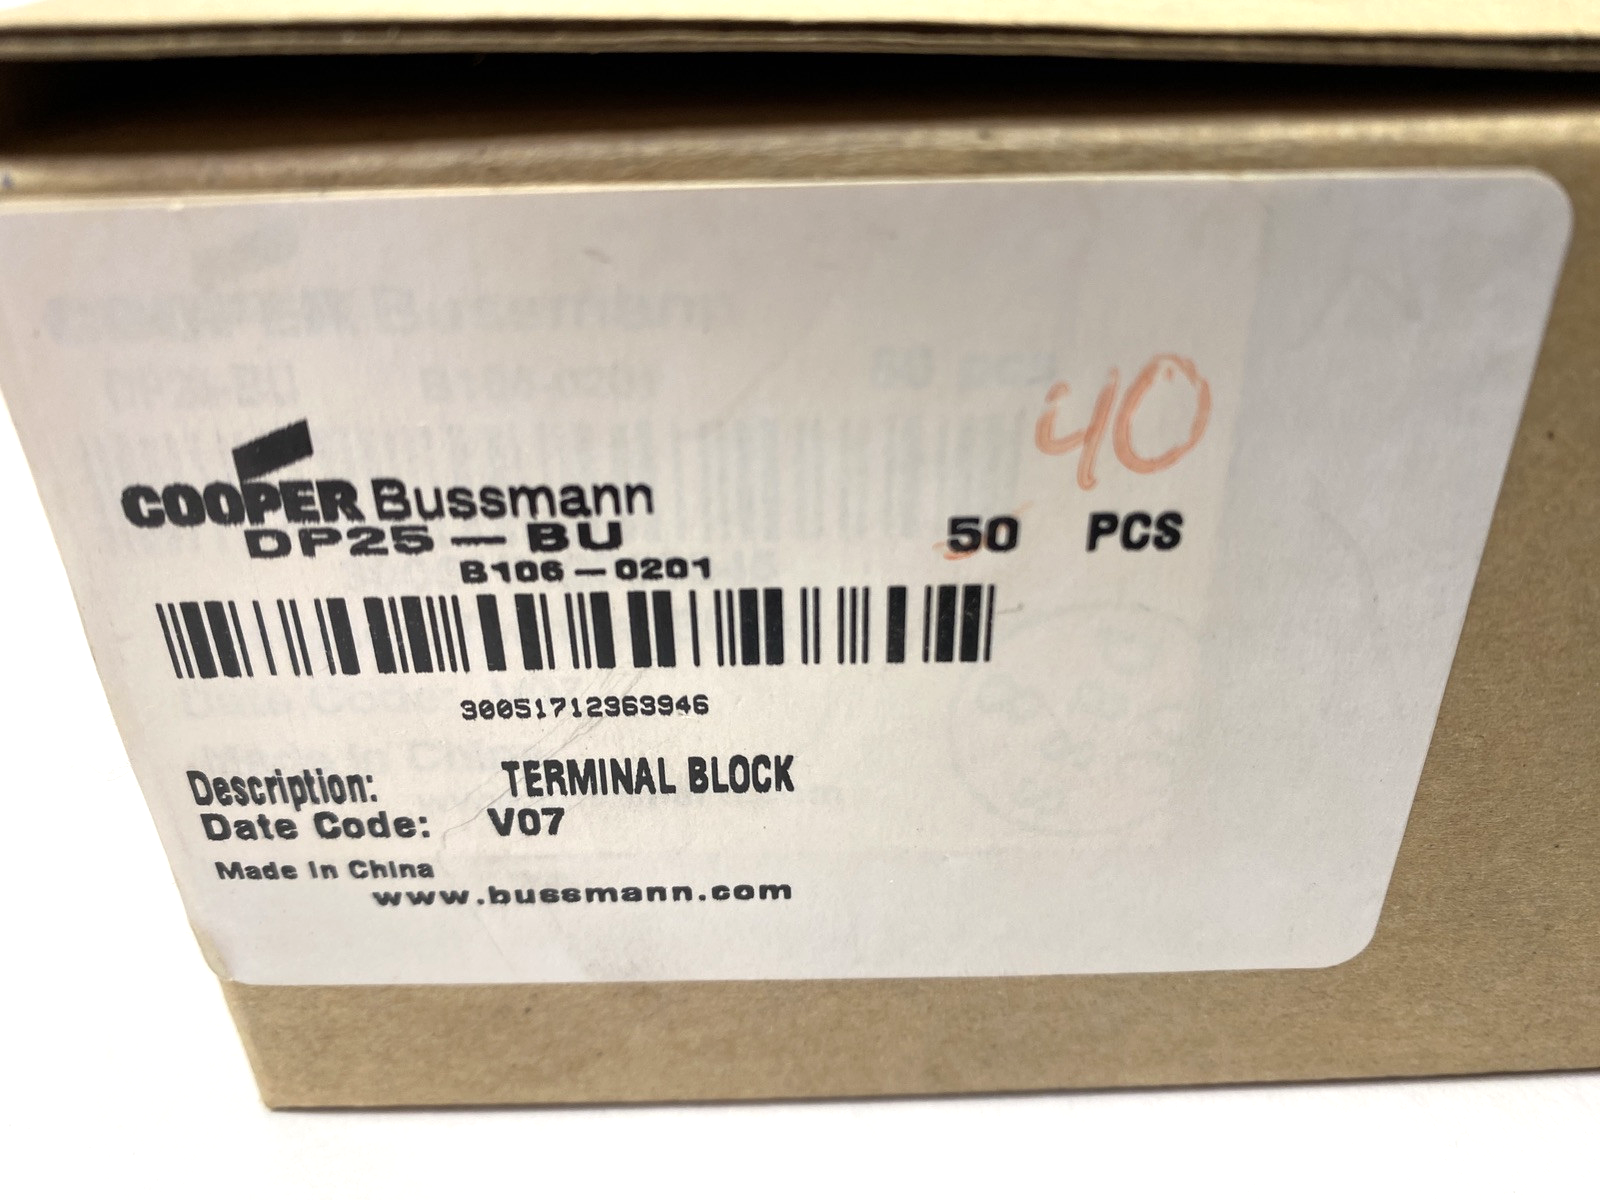 40
COOPER Bussmann
DP25-BU 50 PCS
B106-0201
30051712363946
Description: TERMINAL BLOCK
Date Code: V07
Made in China
www.bussmann.com